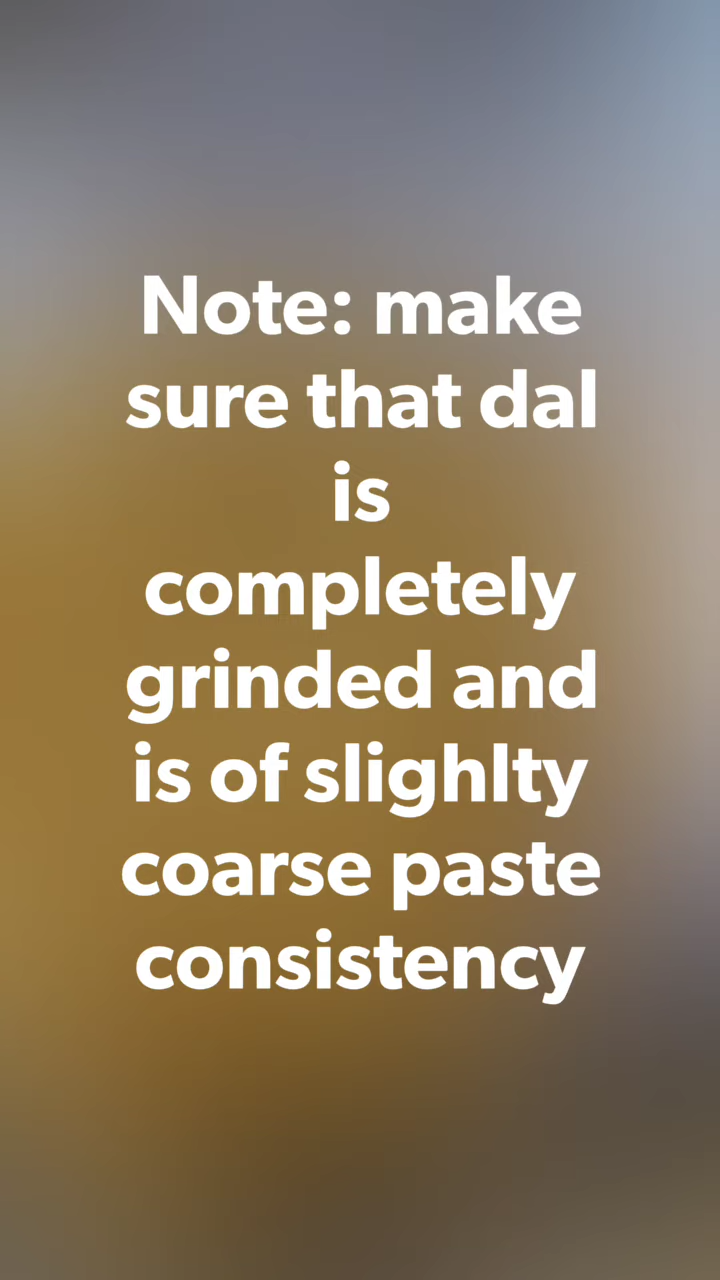 Note: make
sure that dal
is
completely
grinded and
is of slighlty
coarse paste
consistency